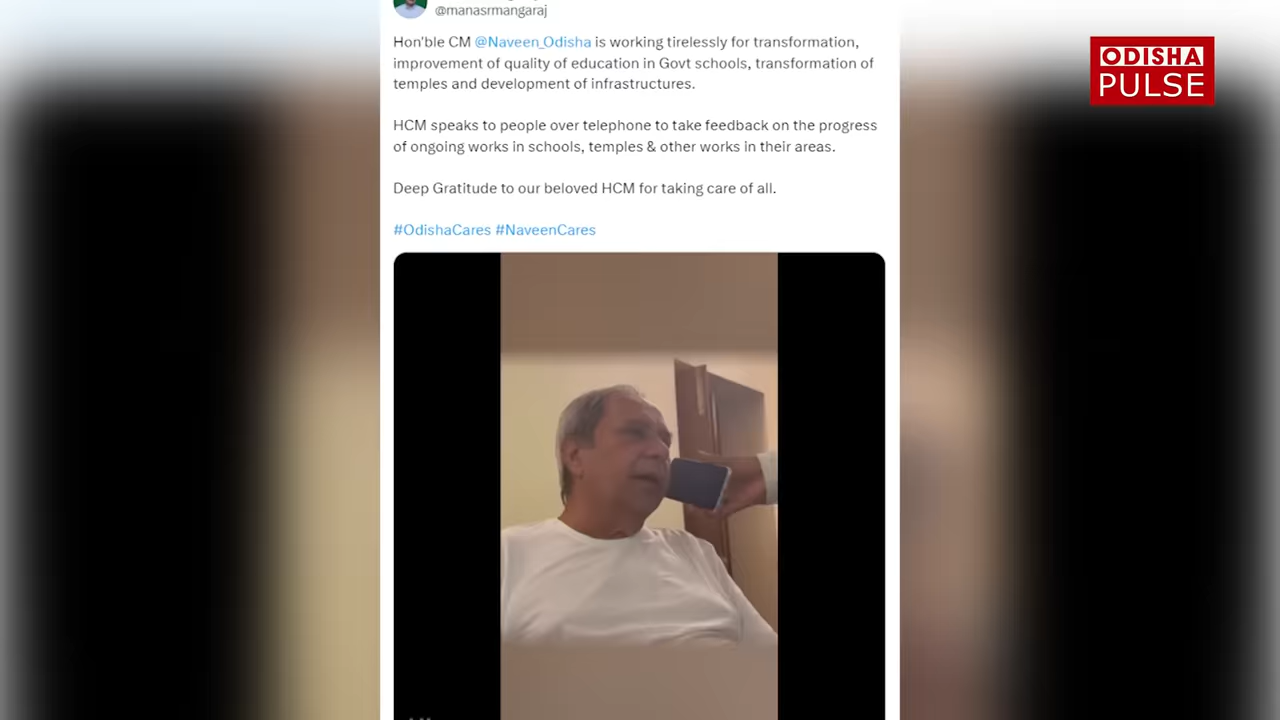 @manasrmangaraj
Hon'ble CM @Naveen_Odisha is working tirelessly for transformation,
improvement of quality of education in Govt schools, transformation of
temples and development of infrastructures.
HCM speaks to people over telephone to take feedback on the progress
of ongoing works in schools, temples & other works in their areas.
Deep Gratitude to our beloved HCM for taking care of all.
#OdishaCares #NaveenCares
ODISHA
PULSE